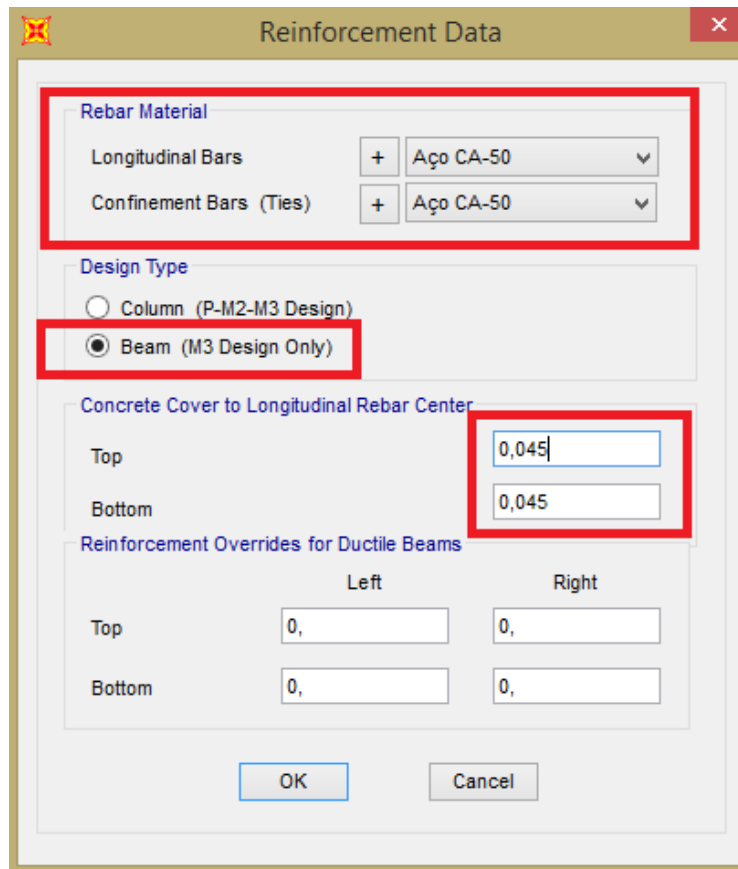 Reinforcement Data
Rebar Material
Longitudinal Bars + Aço CA-50
Confinement Bars (Ties) + Aço CA-50
Design Type
Column (P-M2-M3 Design)
Beam (M3 Design Only)
Concrete Cover to Longitudinal Rebar Center
Top 0,045
Bottom 0,045
Reinforcement Overrides for Ductile Beams
Left Right
Top 0, 0,
Bottom 0, 0,
OK Cancel